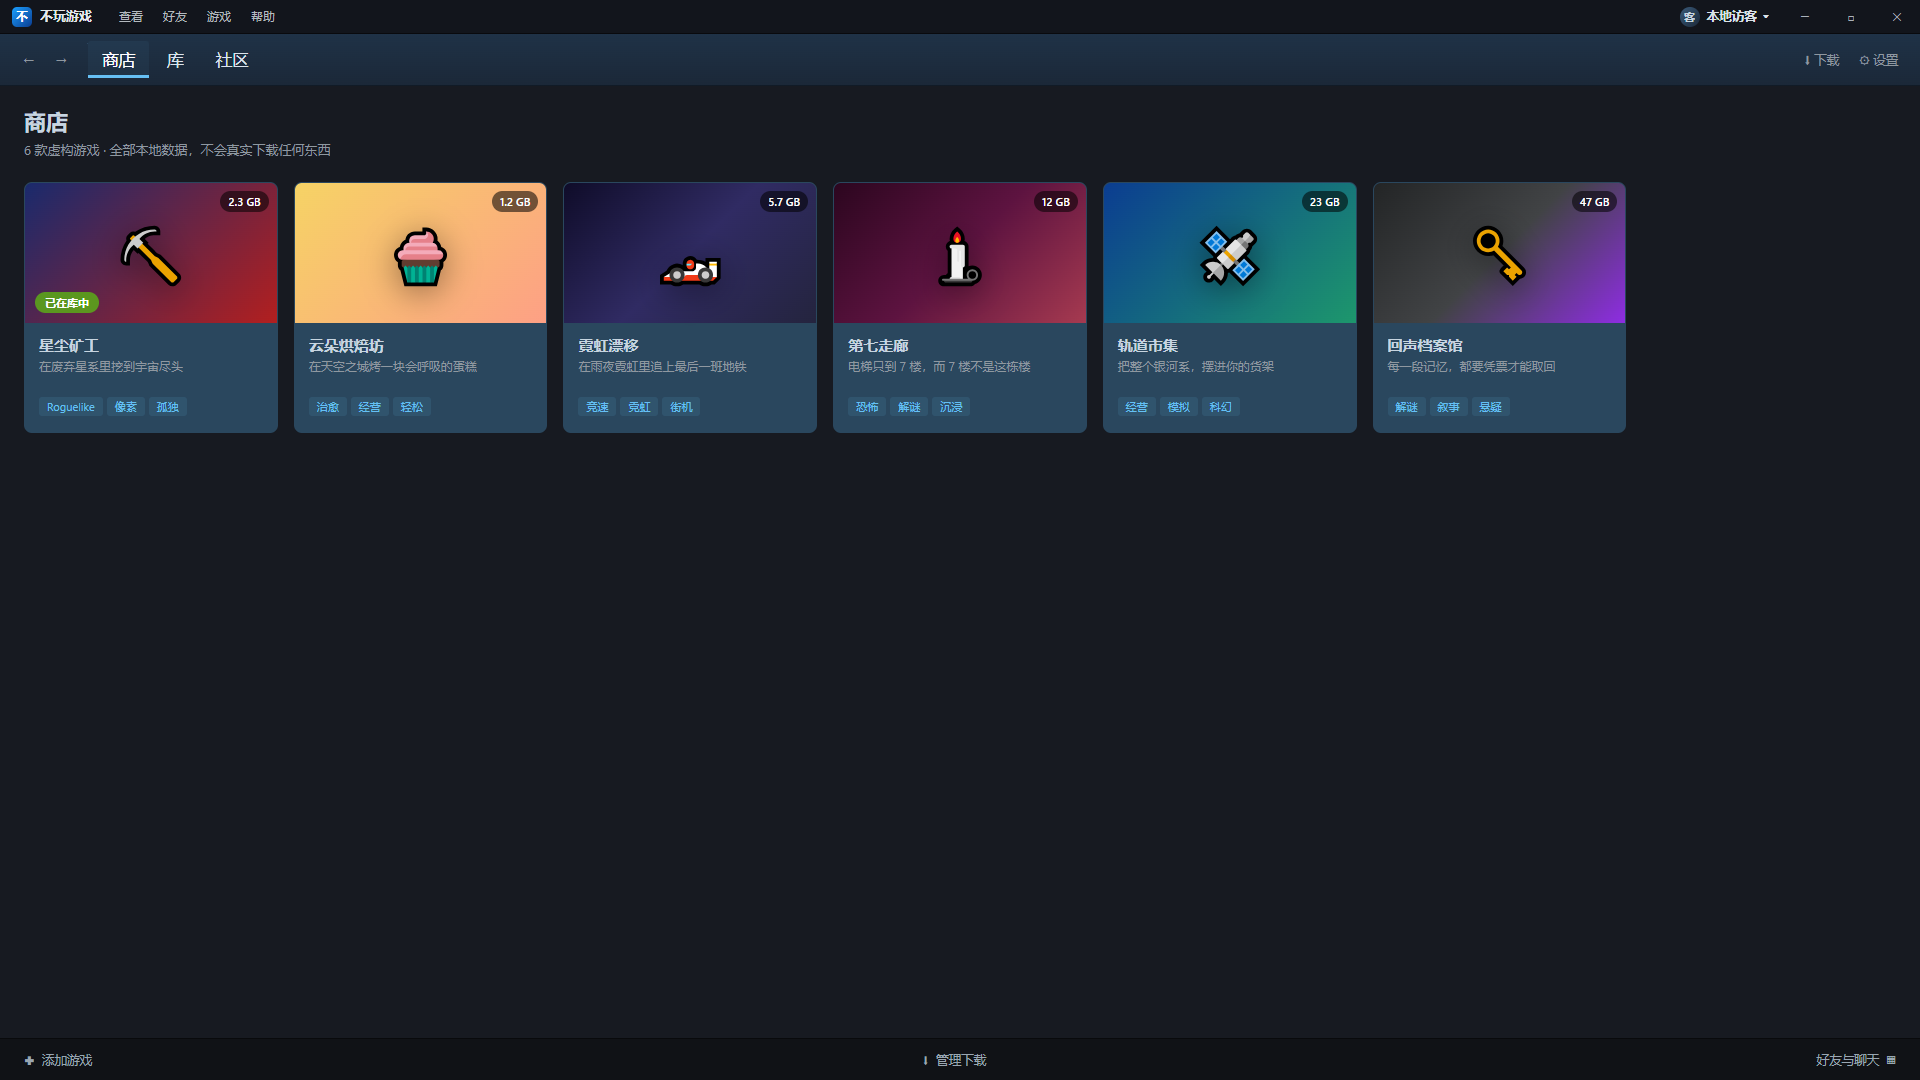 不 不玩游戏 查看 好友 游戏 帮助 客 本地访客
← → 商店 库 社区 ⬇ 下载 ⚙ 设置
商店
6 款虚构游戏 · 全部本地数据，不会真实下载任何东西
2.3 GB
已在库中
星尘矿工
在废弃星系里挖到宇宙尽头
Roguelike 像素 孤独
1.2 GB
云朵烘焙坊
在天空之城烤一块会呼吸的蛋糕
治愈 经营 轻松
5.7 GB
霓虹漂移
在雨夜霓虹里追上最后一班地铁
竞速 霓虹 街机
12 GB
第七走廊
电梯只到 7 楼，而 7 楼不是这栋楼
恐怖 解谜 沉浸
23 GB
轨道市集
把整个银河系，摆进你的货架
经营 模拟 科幻
47 GB
回声档案馆
每一段记忆，都要凭票才能取回
解谜 叙事 悬疑
✚ 添加游戏 ⬇ 管理下载 好友与聊天